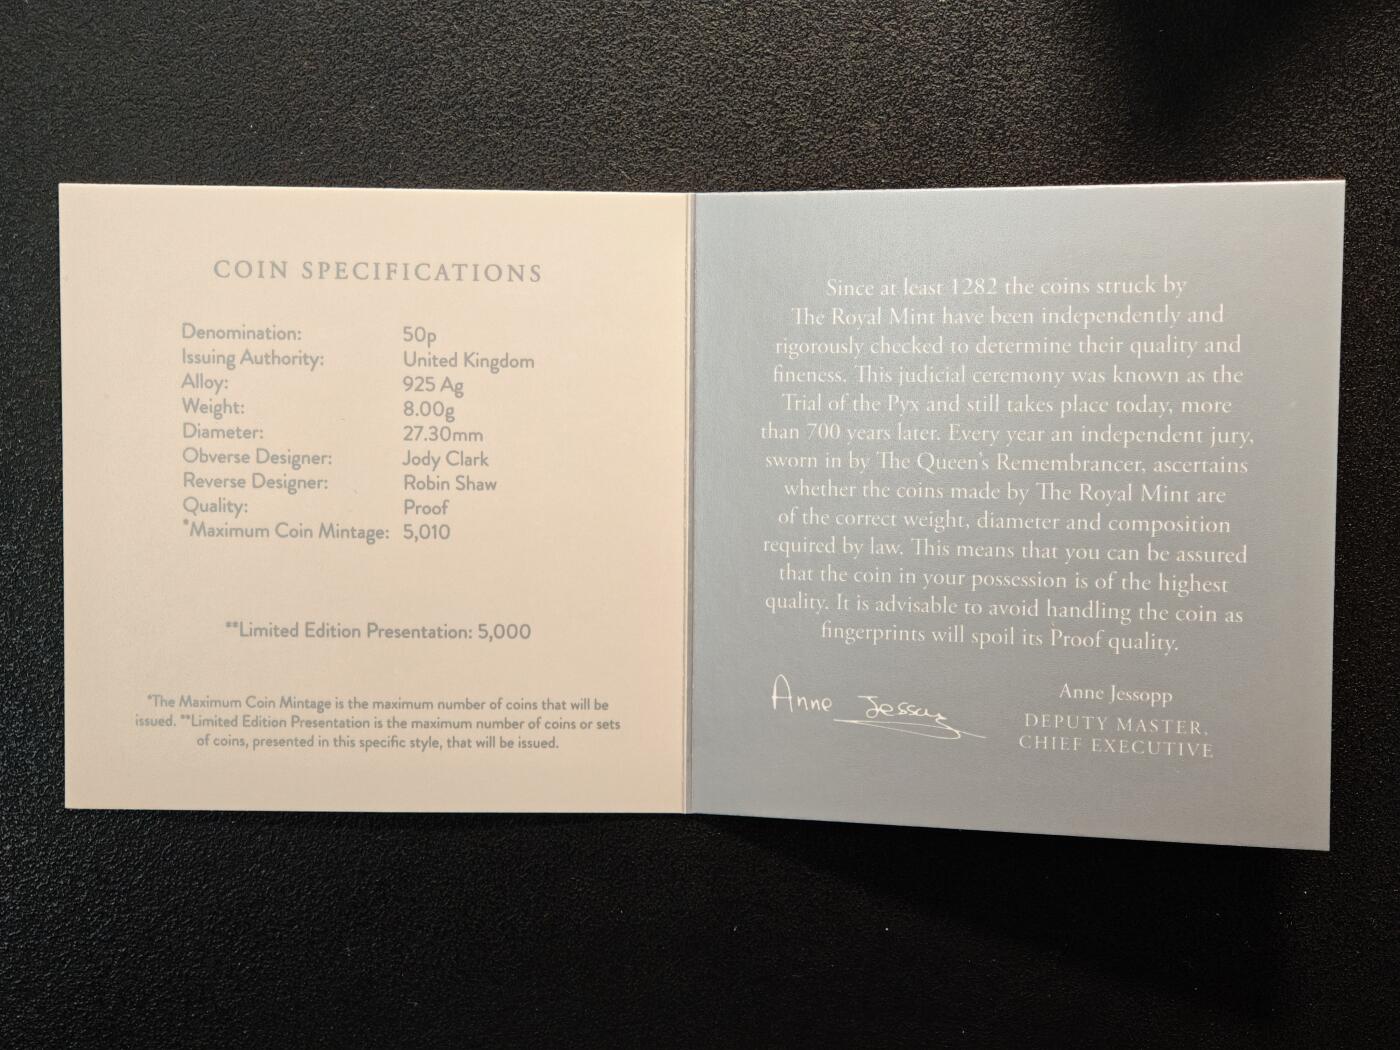 COIN SPECIFICATIONS
Denomination: 50p
Issuing Authority: United Kingdom
Alloy: 925 Ag
Weight: 8.00g
Diameter: 27.30mm
Obverse Designer: Jody Clark
Reverse Designer: Robin Shaw
Quality: Proof
*Maximum Coin Mintage: 5,010
**Limited Edition Presentation: 5,000
*The Maximum Coin Mintage is the maximum number of coins that will be
issued. **Limited Edition Presentation is the maximum number of coins or sets
of coins, presented in this specific style, that will be issued.
Since at least 1282 the coins struck by
The Royal Mint have been independently and
rigorously checked to determine their quality and
fineness. This judicial ceremony was known as the
Trial of the Pyx and still takes place today, more
than 700 years later. Every year an independent jury,
sworn in by The Queen's Remembrancer, ascertains
whether the coins made by The Royal Mint are
of the correct weight, diameter and composition
required by law. This means that you can be assured
that the coin in your possession is of the highest
quality. It is advisable to avoid handling the coin as
fingerprints will spoil its Proof quality.
Anne Jessopp
Anne Jessopp
DEPUTY MASTER,
CHIEF EXECUTIVE